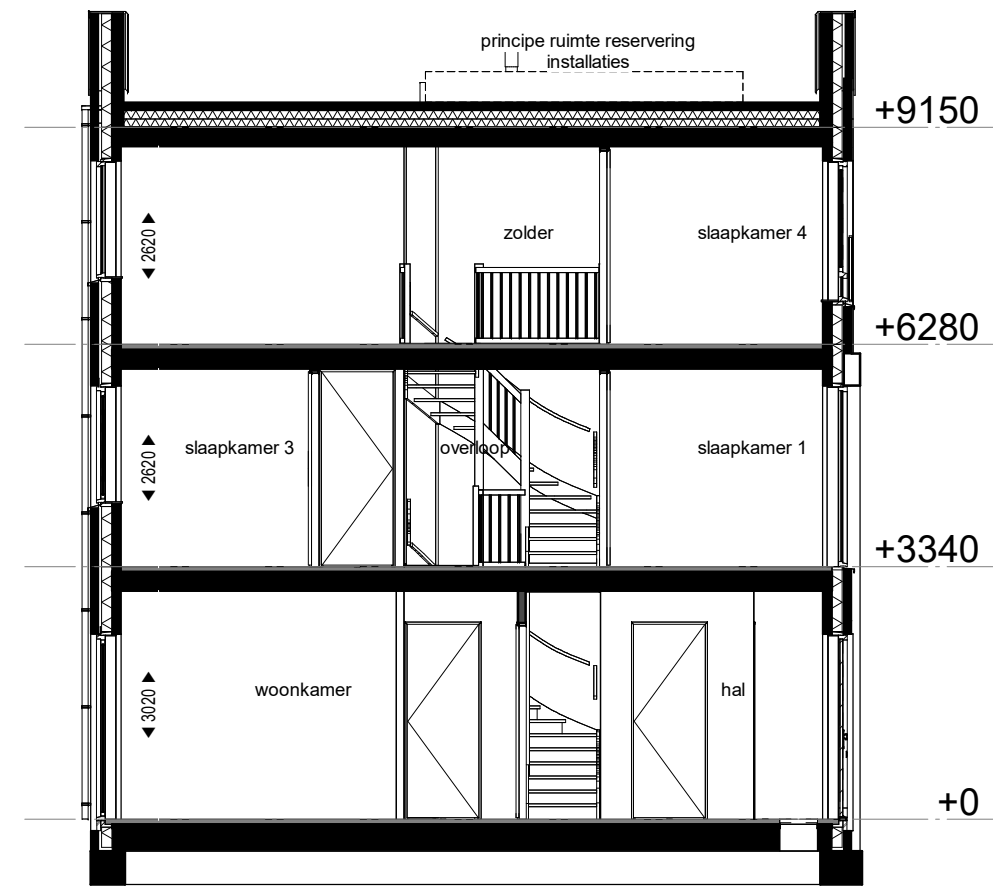 principe ruimte reservering
installaties
+9150
2620
zolder
slaapkamer 4
+6280
slaapkamer 3
2620
overloop
slaapkamer 1
+3340
woonkamer
3020
hal
+0